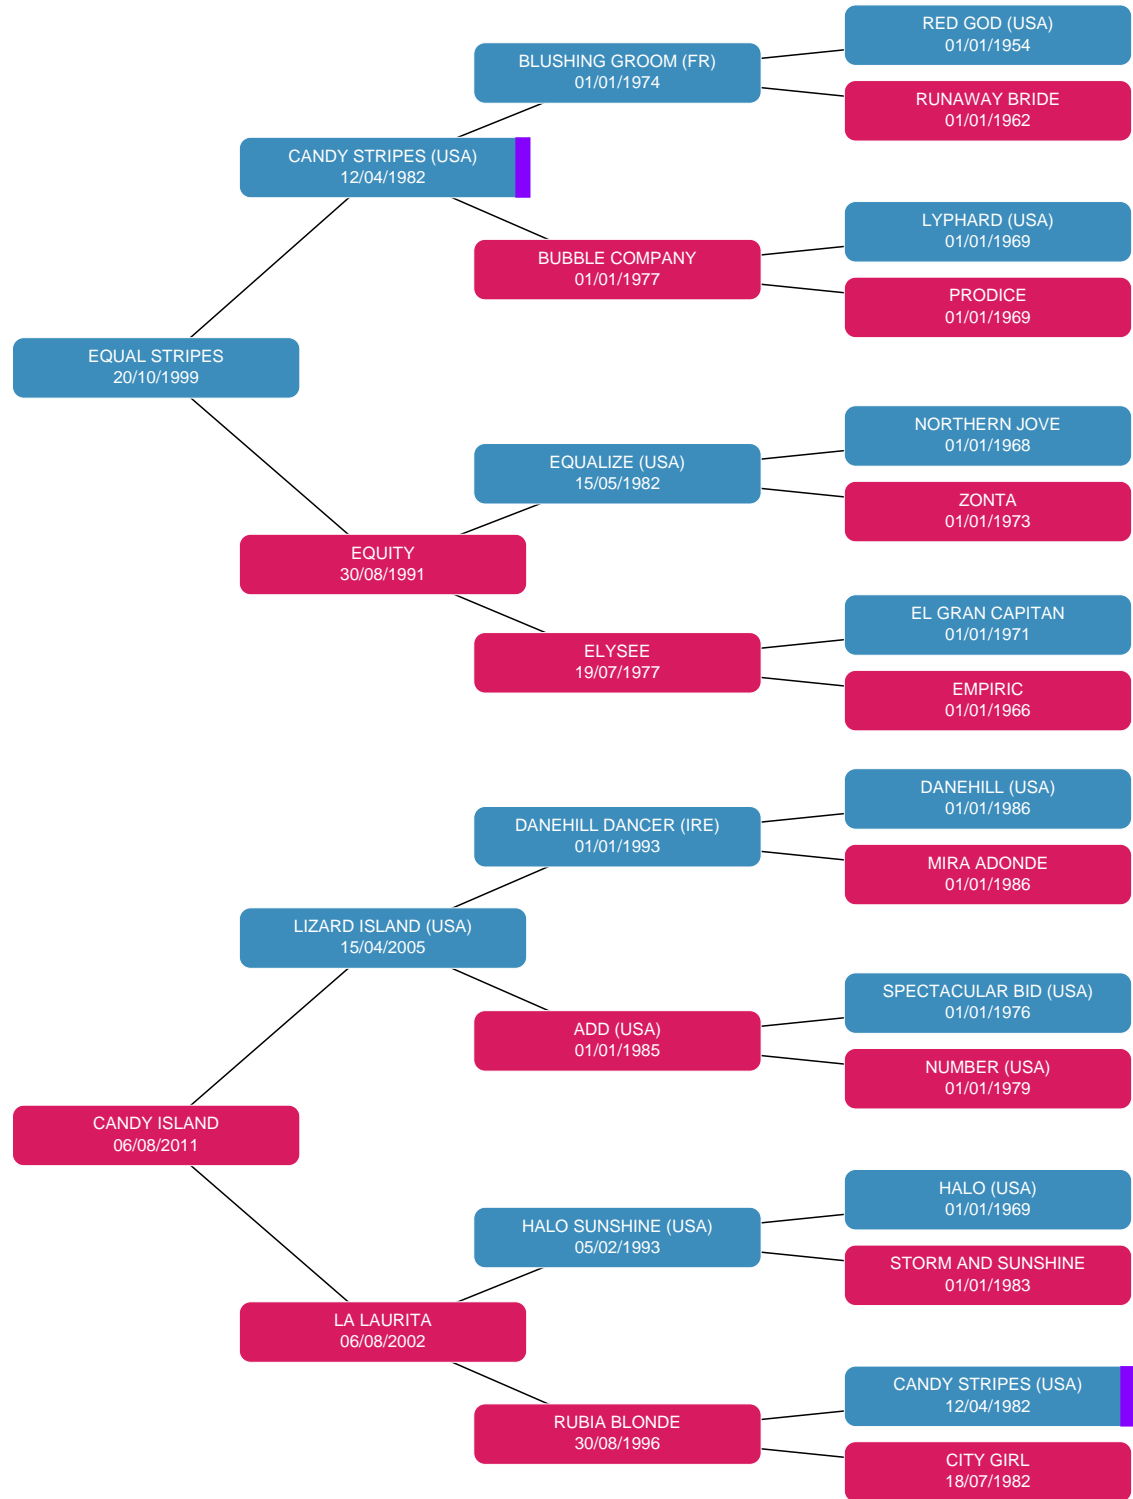 RED GOD (USA)
01/01/1954
BLUSHING GROOM (FR)
01/01/1974
RUNAWAY BRIDE
01/01/1962
CANDY STRIPES (USA)
12/04/1982
LYPHARD (USA)
01/01/1969
BUBBLE COMPANY
01/01/1977
PRODICE
01/01/1969
EQUAL STRIPES
20/10/1999
NORTHERN JOVE
01/01/1968
EQUALIZE (USA)
15/05/1982
ZONTA
01/01/1973
EQUITY
30/08/1991
EL GRAN CAPITAN
01/01/1971
ELYSEE
19/07/1977
EMPIRIC
01/01/1966
DANEHILL (USA)
01/01/1986
DANEHILL DANCER (IRE)
01/01/1993
MIRA ADONDE
01/01/1986
LIZARD ISLAND (USA)
15/04/2005
SPECTACULAR BID (USA)
01/01/1976
ADD (USA)
01/01/1985
NUMBER (USA)
01/01/1979
CANDY ISLAND
06/08/2011
HALO (USA)
01/01/1969
HALO SUNSHINE (USA)
05/02/1993
STORM AND SUNSHINE
01/01/1983
LA LAURITA
06/08/2002
CANDY STRIPES (USA)
12/04/1982
RUBIA BLONDE
30/08/1996
CITY GIRL
18/07/1982